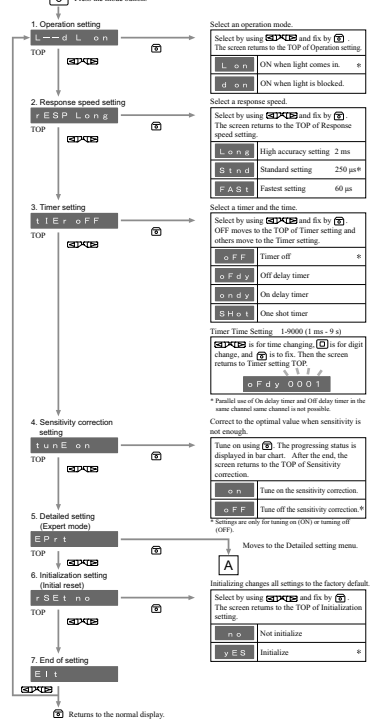 Press the mode button.
1. Operation setting
L--d L on
TOP
Select an operation mode.
Select by using and fix by .
The screen returns to the TOP of Operation setting.
L on ON when light comes in. *
d on ON when light is blocked.
2. Response speed setting
rESP Long
TOP
Select a response speed.
Select by using and fix by .
The screen returns to the TOP of Response
speed setting.
Long High accuracy setting 2 ms
Stnd Standard setting 250 μs*
FASt Fastest setting 60 μs
3. Timer setting
tIEr oFF
TOP
Select a timer and the time.
Select by using and fix by .
OFF moves to the TOP of Timer setting and
others move to the Timer setting.
oFF Timer off *
oFdy Off delay timer
ondy On delay timer
SHot One shot timer
Timer Time Setting 1-9000 (1 ms - 9 s)
is for time changing, is for digit
change, and is to fix. Then the screen
returns to Timer setting TOP.
oFdy 0001
* Parallel use of On delay timer and Off delay timer in the
same channel same channel is not possible.
4. Sensitivity correction
setting
tunE on
TOP
Correct to the optimal value when sensitivity is
not enough.
Tune on using . The progressing status is
displayed in bar chart. After the end, the
screen returns to the TOP of Sensitivity
correction.
on Tune on the sensitivity correction.
oFF Tune off the sensitivity correction.*
* Settings are only for tuning on (ON) or tuning off
(OFF).
5. Detailed setting
(Expert mode)
EPrt
TOP
Moves to the Detailed setting menu.
A
6. Initialization setting
(Initial reset)
rSEt no
TOP
Initializing changes all settings to the factory default.
Select by using and fix by .
The screen returns to the TOP of Initialization
setting.
no Not initialize
yES Initialize *
7. End of setting
EIt
Returns to the normal display.